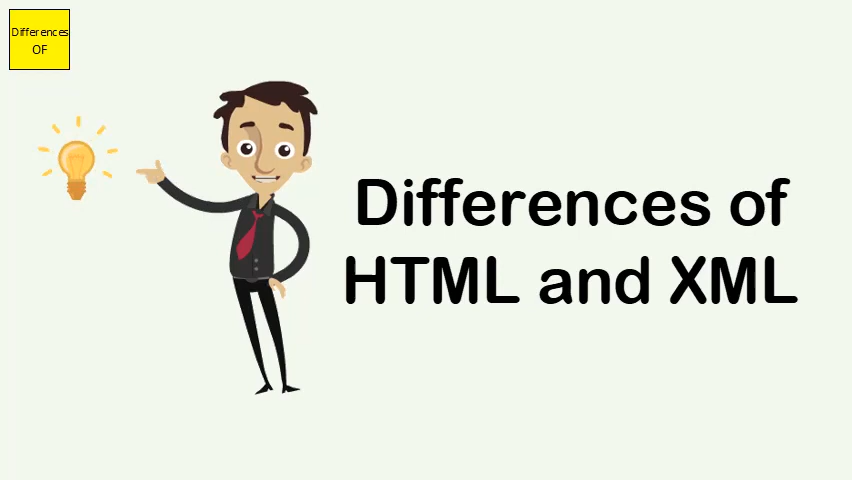 Differences
OF
Differences of
HTML and XML